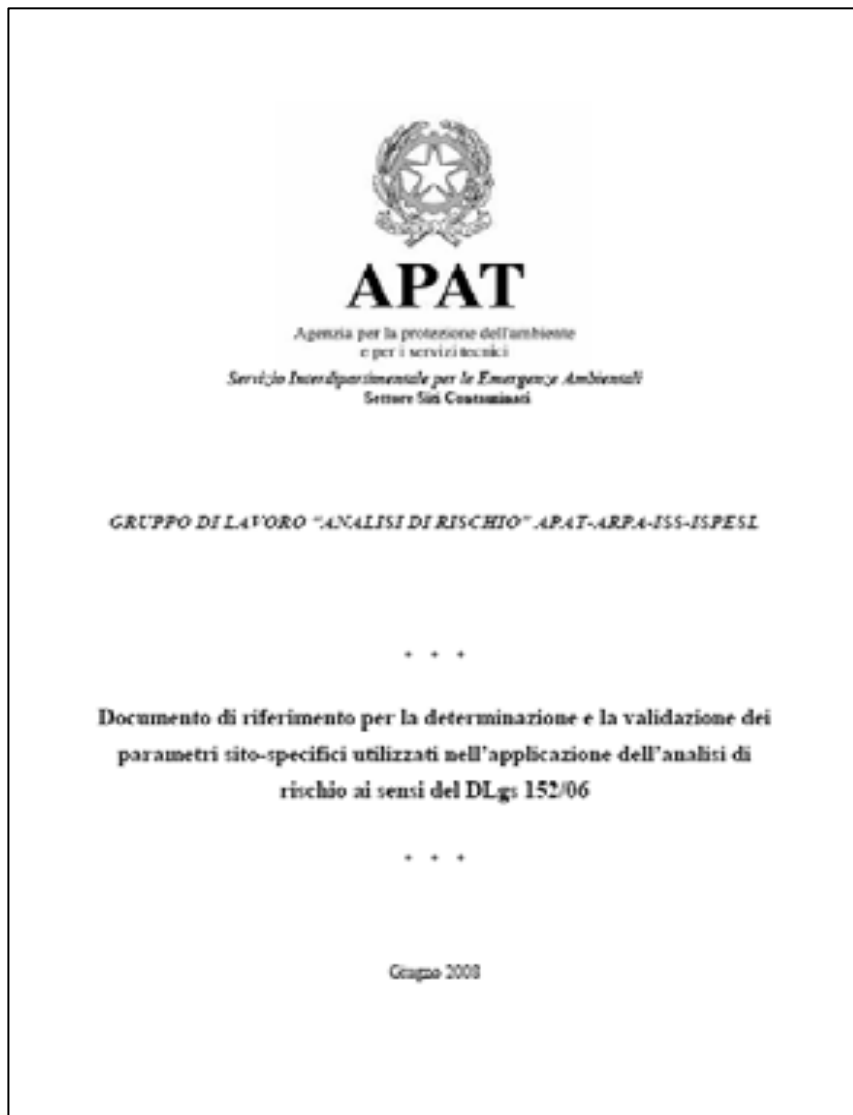 APAT
Agenzia per la protezione dell'ambiente
e per i servizi tecnici
Servizio Interdipartimentale per le Emergenze Ambientali
Settore Siti Contaminati
GRUPPO DI LAVORO "ANALISI DI RISCHIO" APAT-ARPA-ISS-ISPESL
* * *
Documento di riferimento per la determinazione e la validazione dei
parametri sito-specifici utilizzati nell'applicazione dell'analisi di
rischio ai sensi del DLgs 152/06
* * *
Giugno 2008